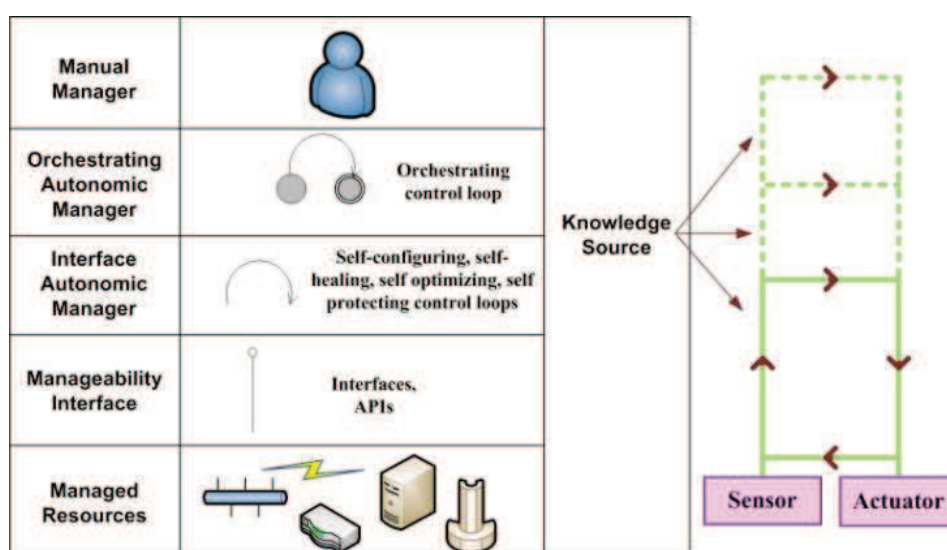 Manual
Manager
Orchestrating
Autonomic
Manager
Orchestrating
control loop
Interface
Autonomic
Manager
Self-configuring, self-
healing, self optimizing, self
protecting control loops
Manageability
Interface
Interfaces,
APIs
Managed
Resources
Knowledge
Source
Sensor
Actuator